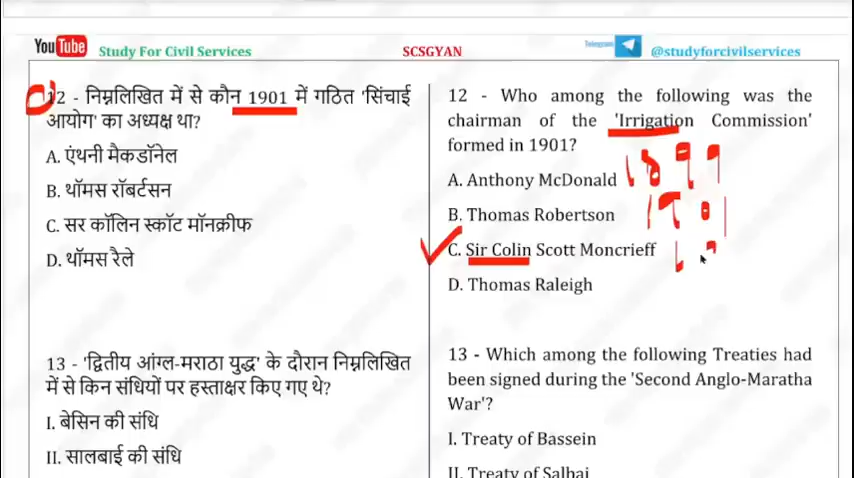 YouTube Study For Civil Services
SCSGYAN
Telegram @studyforcivilservices
12 - निम्नलिखित में से कौन 1901 में गठित 'सिंचाई
आयोग' का अध्यक्ष था?
A. एंथनी मैकडॉनेल
B. थॉमस रॉबर्टसन
C. सर कॉलिन स्कॉट मॉनक्रीफ
D. थॉमस रैले
13 - 'द्वितीय आंग्ल-मराठा युद्ध' के दौरान निम्नलिखित
में से किन संधियों पर हस्ताक्षर किए गए थे?
I. बेसिन की संधि
II. सालबाई की संधि
12 - Who among the following was the
chairman of the 'Irrigation Commission'
formed in 1901?
A. Anthony McDonald
B. Thomas Robertson
C. Sir Colin Scott Moncrieff
D. Thomas Raleigh
13 - Which among the following Treaties had
been signed during the 'Second Anglo-Maratha
War'?
I. Treaty of Bassein
II. Treaty of Salbai